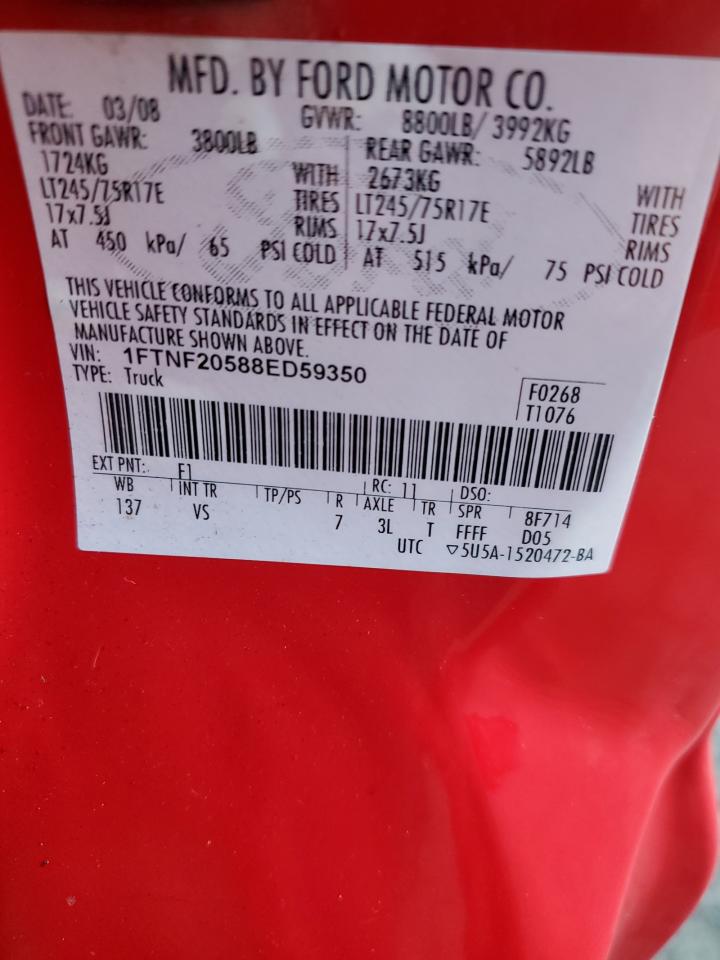 MFD. BY FORD MOTOR CO.
DATE: 03/08 GVWR: 8800LB/ 3992KG
FRONT GAWR: 3800LB REAR GAWR: 5892LB
1724KG WITH 2673KG WITH
LT245/75R17E TIRES LT245/75R17E TIRES
17x7.5J RIMS 17x7.5J RIMS
AT 450 kPa/ 65 PSI COLD AT 515 kPa/ 75 PSI COLD
THIS VEHICLE CONFORMS TO ALL APPLICABLE FEDERAL MOTOR
VEHICLE SAFETY STANDARDS IN EFFECT ON THE DATE OF
MANUFACTURE SHOWN ABOVE.
VIN: 1FTNF20588ED59350
TYPE: Truck
F0268
T1076
EXT PNT: F1 RC: 11 DSO:
WB INT TR TP/PS R AXLE TR SPR 8F714
137 VS 7 3L T FFFF D05
UTC ▽5U5A-1520472-BA